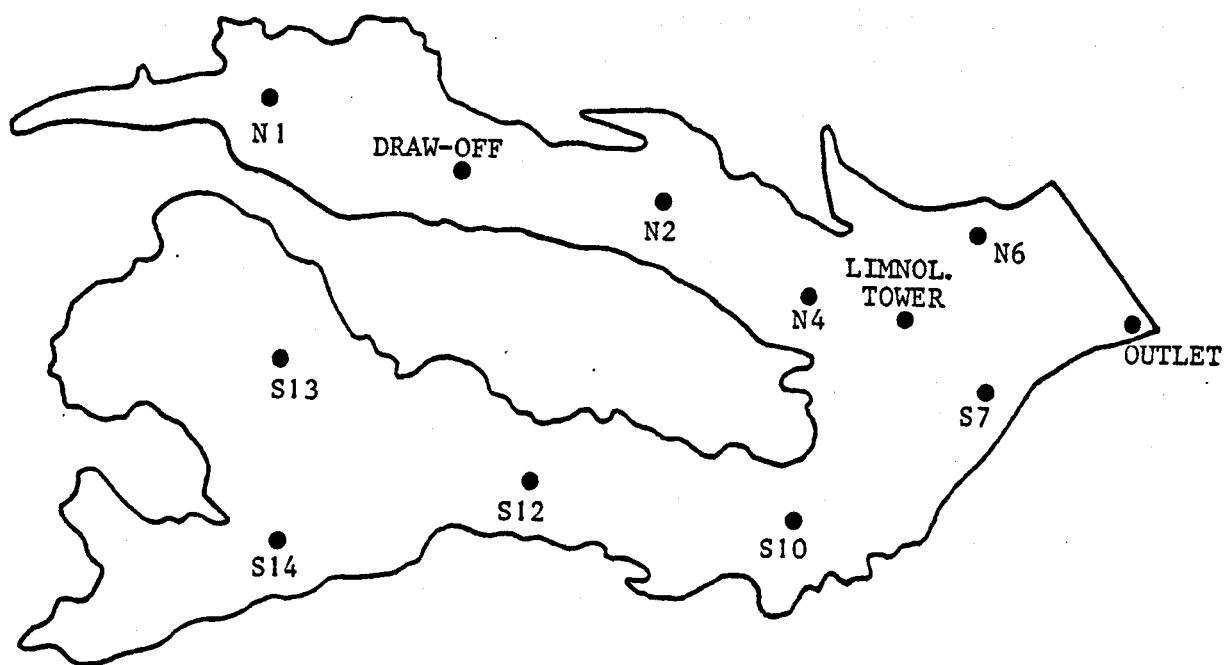 N1
DRAW-OFF
N2
N6
LIMNOL.
TOWER
N4
OUTLET
S13
S7
S12
S10
S14